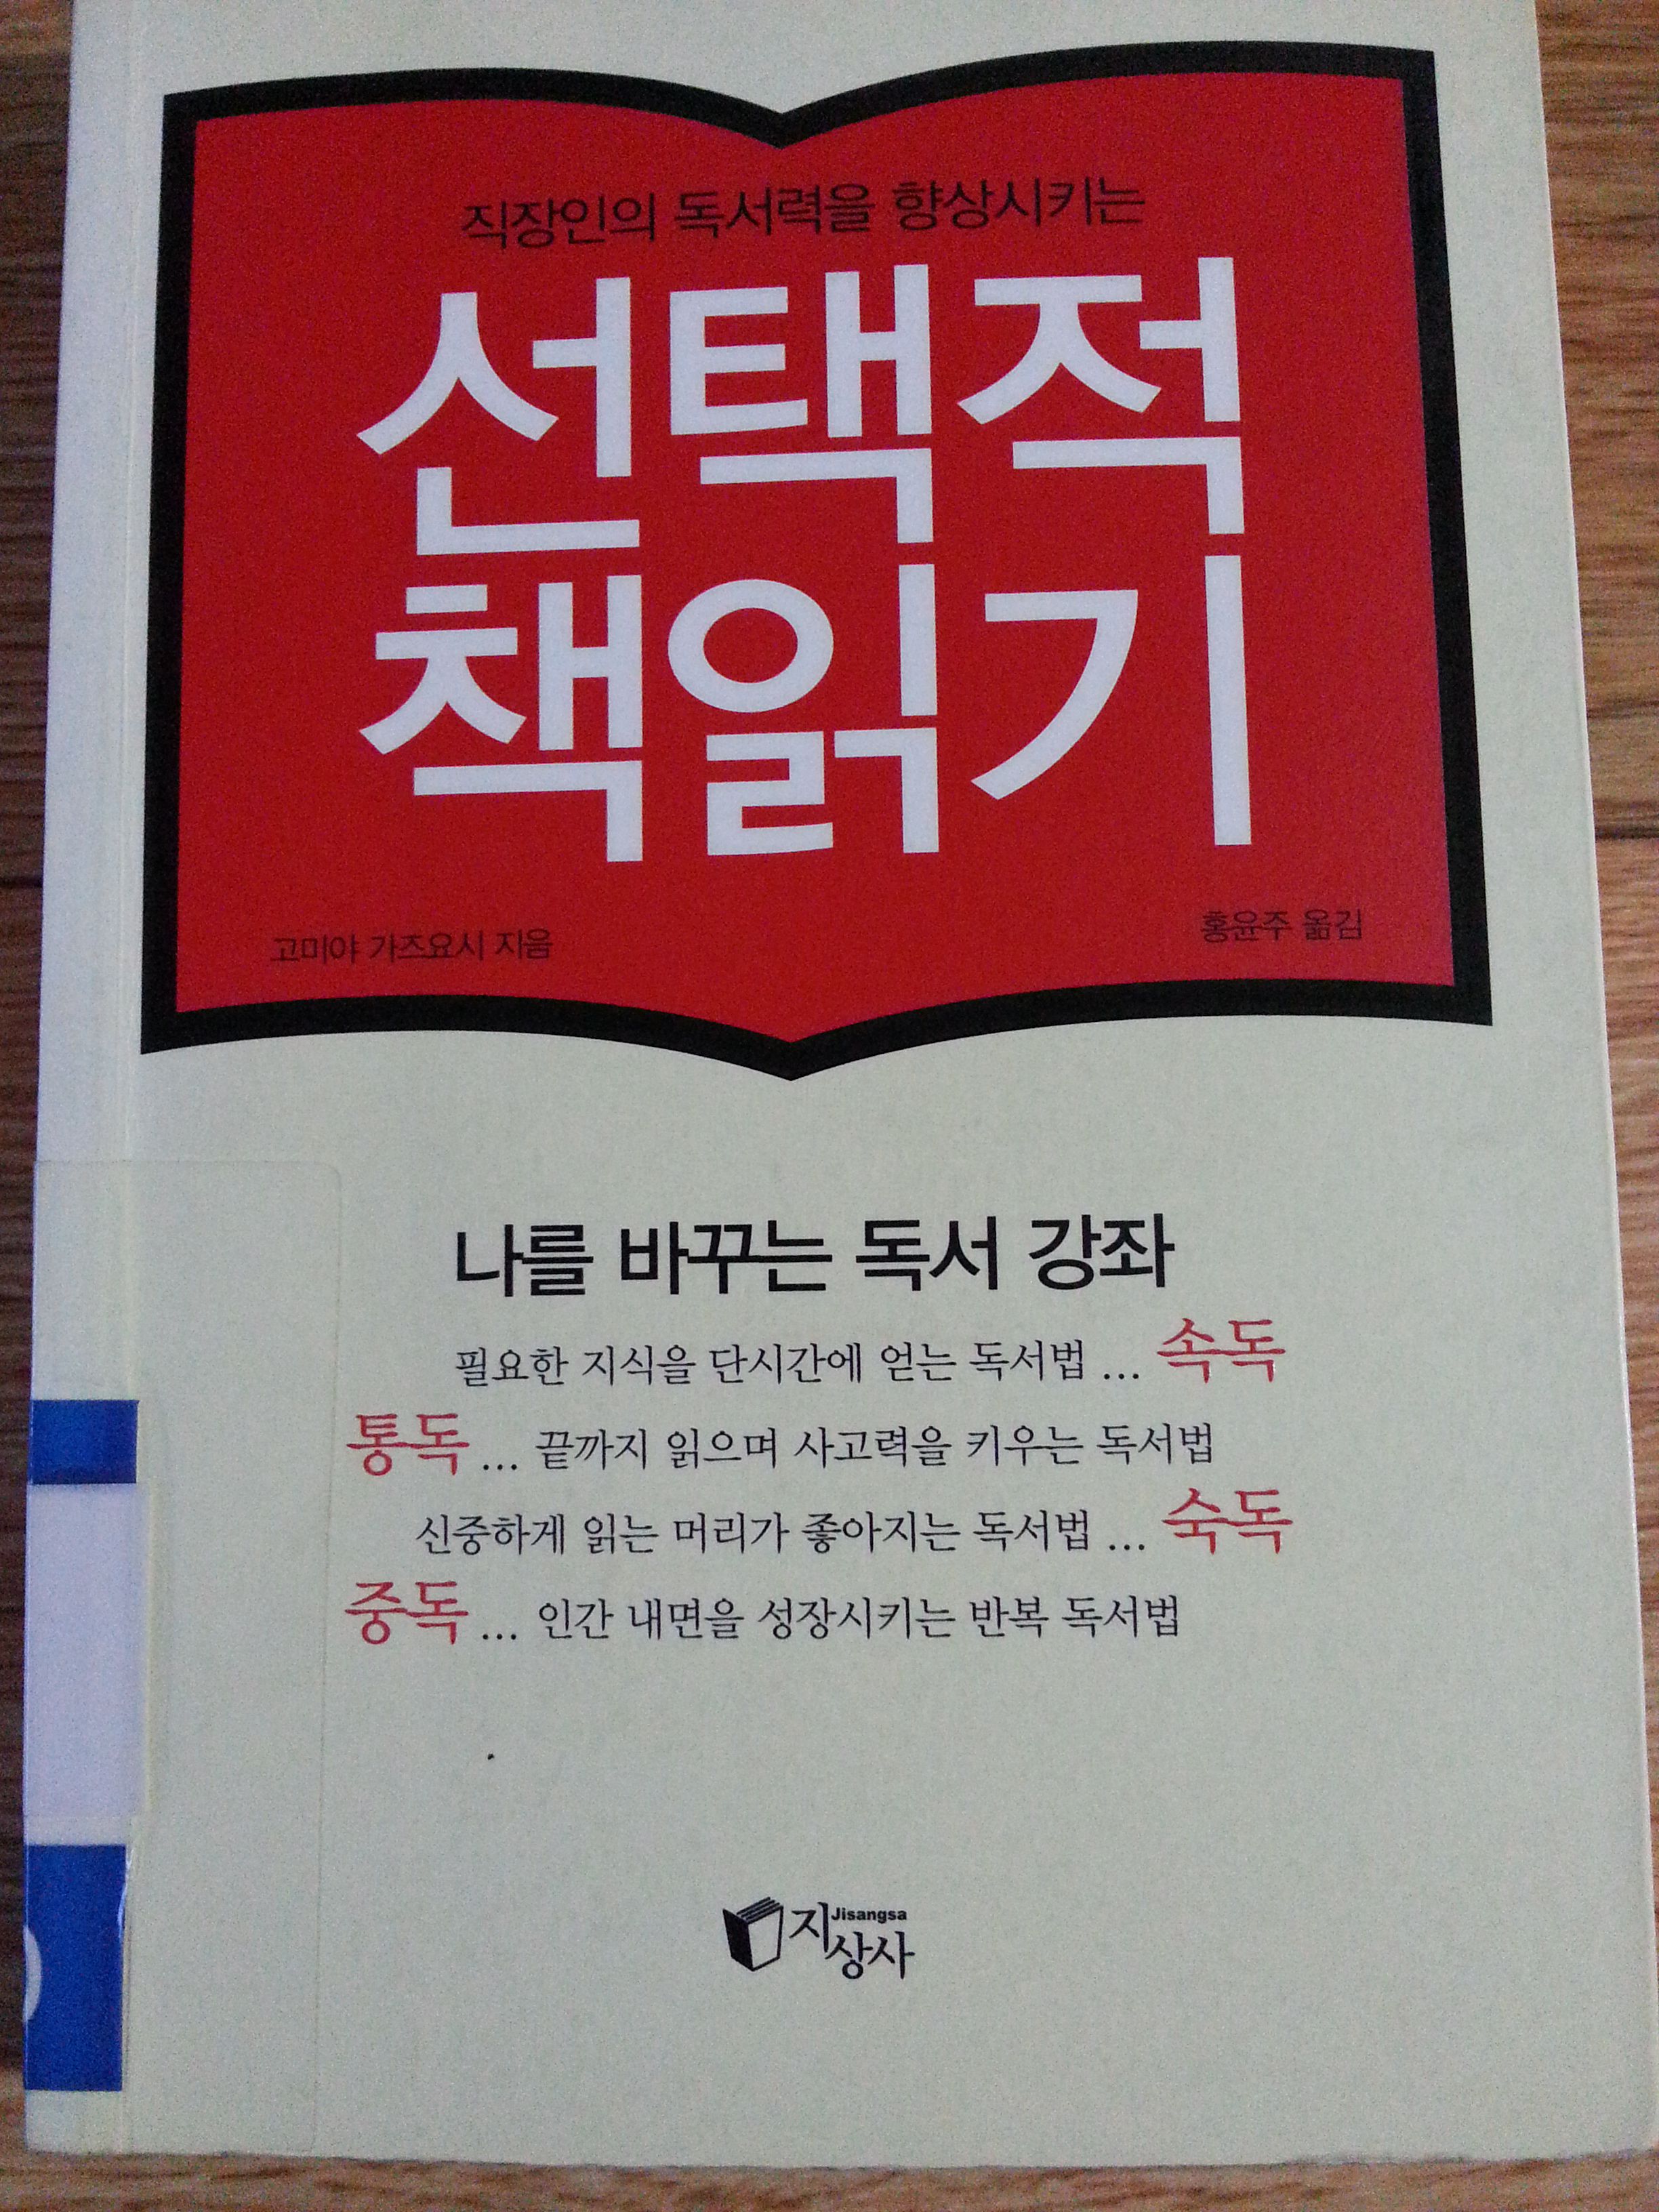 직장인의 독서력을 향상시키는
선택적
책읽기
고미야 가즈요시 지음
홍윤주 옮김
나를 바꾸는 독서 강좌
필요한 지식을 단시간에 얻는 독서법 ... 속독
통독 ... 끝까지 읽으며 사고력을 키우는 독서법
신중하게 읽는 머리가 좋아지는 독서법 ... 숙독
중독 ... 인간 내면을 성장시키는 반복 독서법
지상사 Jisangsa